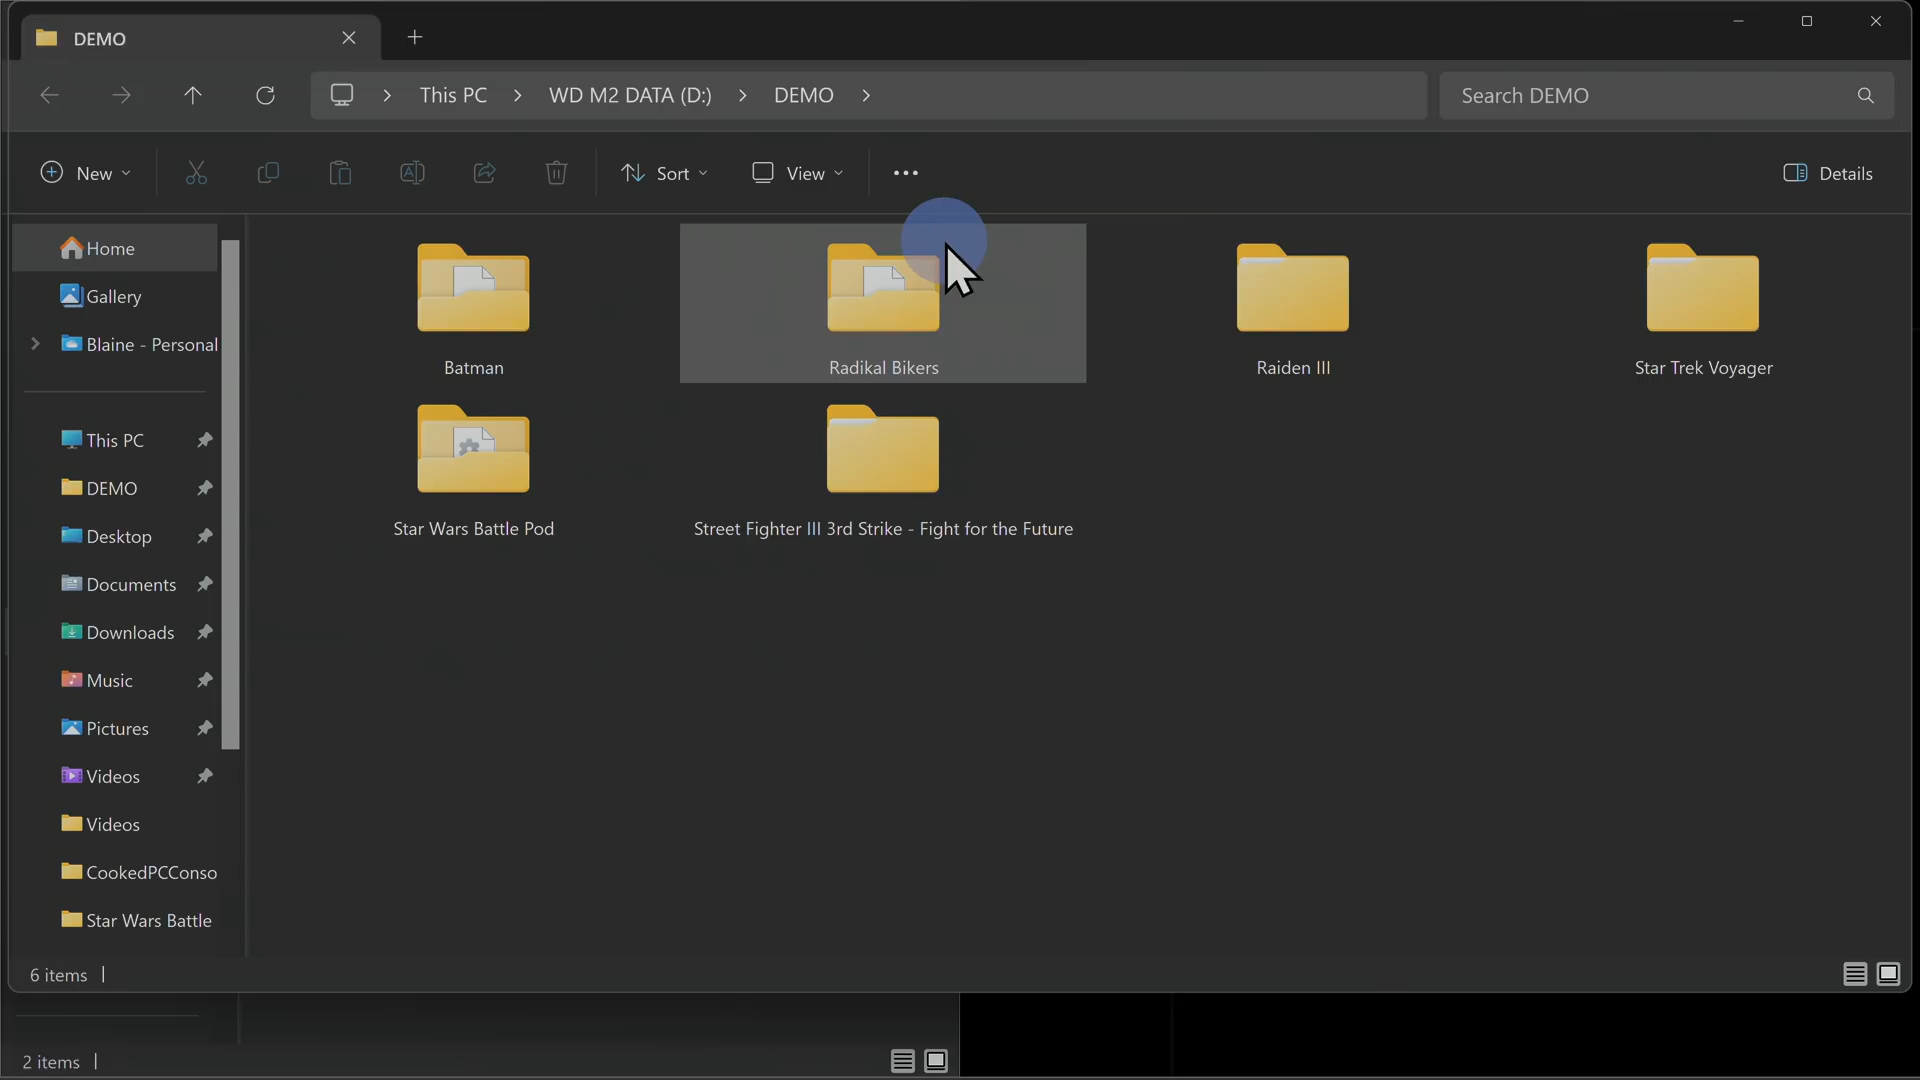 DEMO
This PC > WD M2 DATA (D:) > DEMO >
Search DEMO
New
Sort
View
Details
Home
Gallery
Blaine - Personal
This PC
DEMO
Desktop
Documents
Downloads
Music
Pictures
Videos
Videos
CookedPCConso
Star Wars Battle
Batman
Radikal Bikers
Raiden III
Star Trek Voyager
Star Wars Battle Pod
Street Fighter III 3rd Strike - Fight for the Future
6 items
2 items